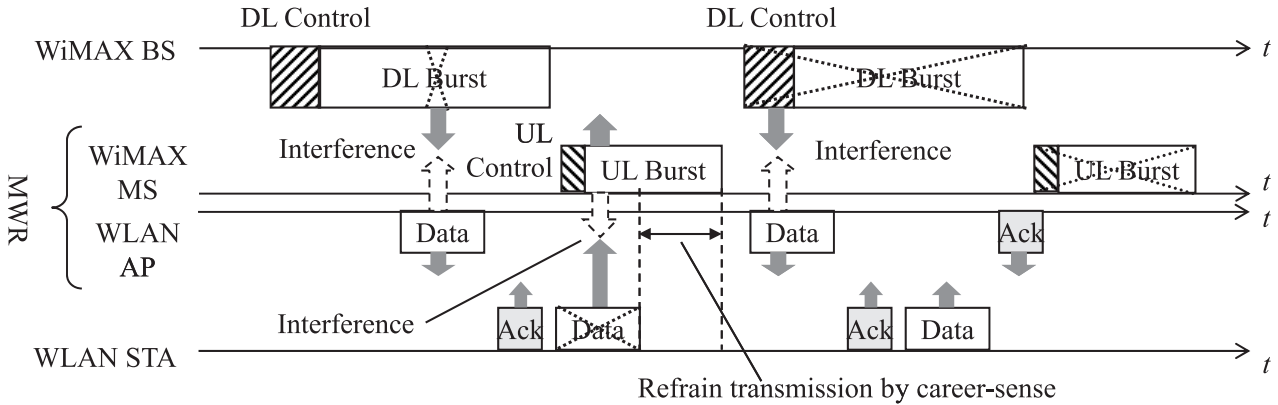 DL Control
DL Control
WiMAX BS
t
DL Burst
DL Burst
Interference
UL
Control
Interference
WiMAX
MS
UL Burst
UL Burst
t
MWR
WLAN
AP
Data
Data
Ack
t
Interference
Ack
Data
Ack
Data
WLAN STA
t
Refrain transmission by career-sense